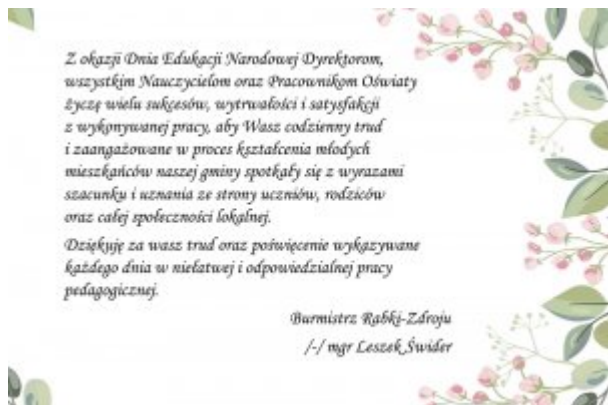 Z okazji Dnia Edukacji Narodowej Dyrektorom,
wszystkim Nauczycielom oraz Pracownikom Oświaty
życzę wielu sukcesów, wytrwałości i satysfakcji
z wykonywanej pracy, aby Wasz codzienny trud
i zaangażowane w proces kształcenia młodych
mieszkańców naszej gminy spotkały się z wyrazami
szacunku i uznania ze strony uczniów, rodziców
oraz całej społeczności lokalnej.
Dziękuję za wasz trud oraz poświęcenie wykazywane
każdego dnia w niełatwej i odpowiedzialnej pracy
pedagogicznej.
Burmistrz Rabki-Zdroju
/-/ mgr Leszek Świder